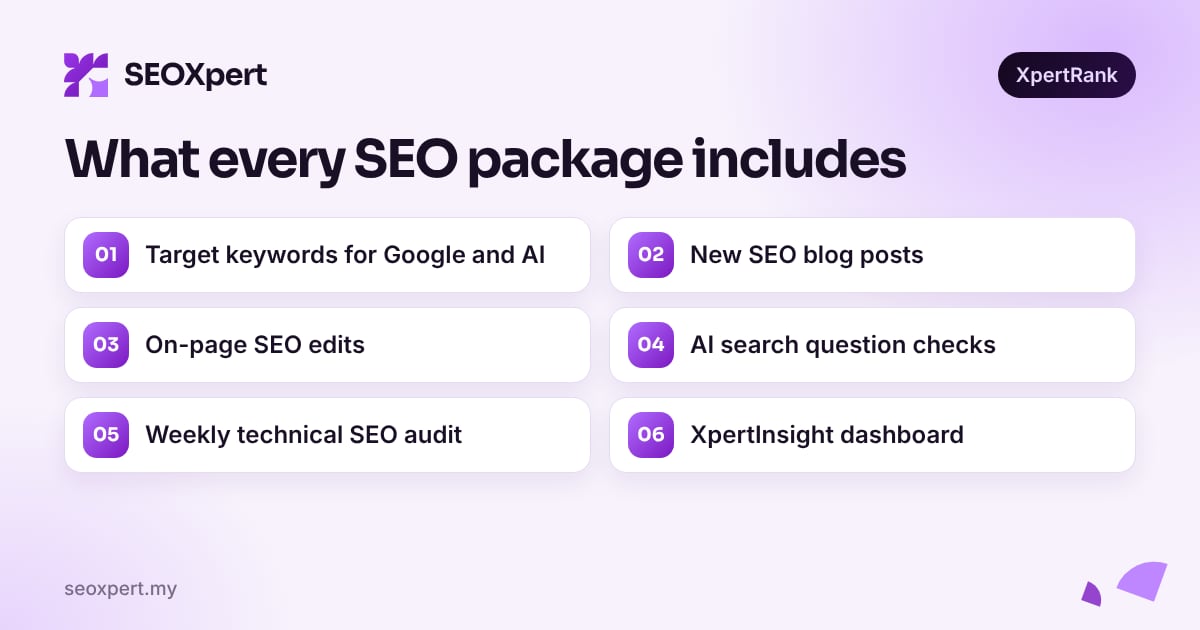 SEOXpert
XpertRank
What every SEO package includes
01 Target keywords for Google and AI
02 New SEO blog posts
03 On-page SEO edits
04 AI search question checks
05 Weekly technical SEO audit
06 XpertInsight dashboard
seoxpert.my